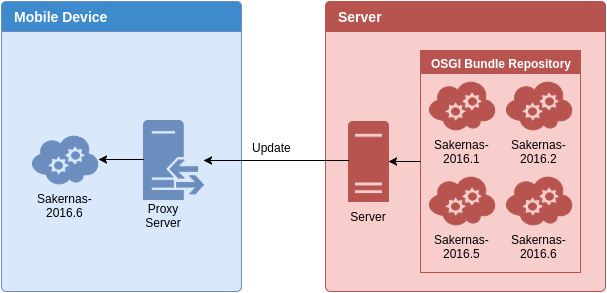 Mobile Device
Sakernas-
2016.6
Proxy
Server
Update
Server
Server
OSGI Bundle Repository
Sakernas-
2016.1
Sakernas-
2016.2
Sakernas-
2016.5
Sakernas-
2016.6